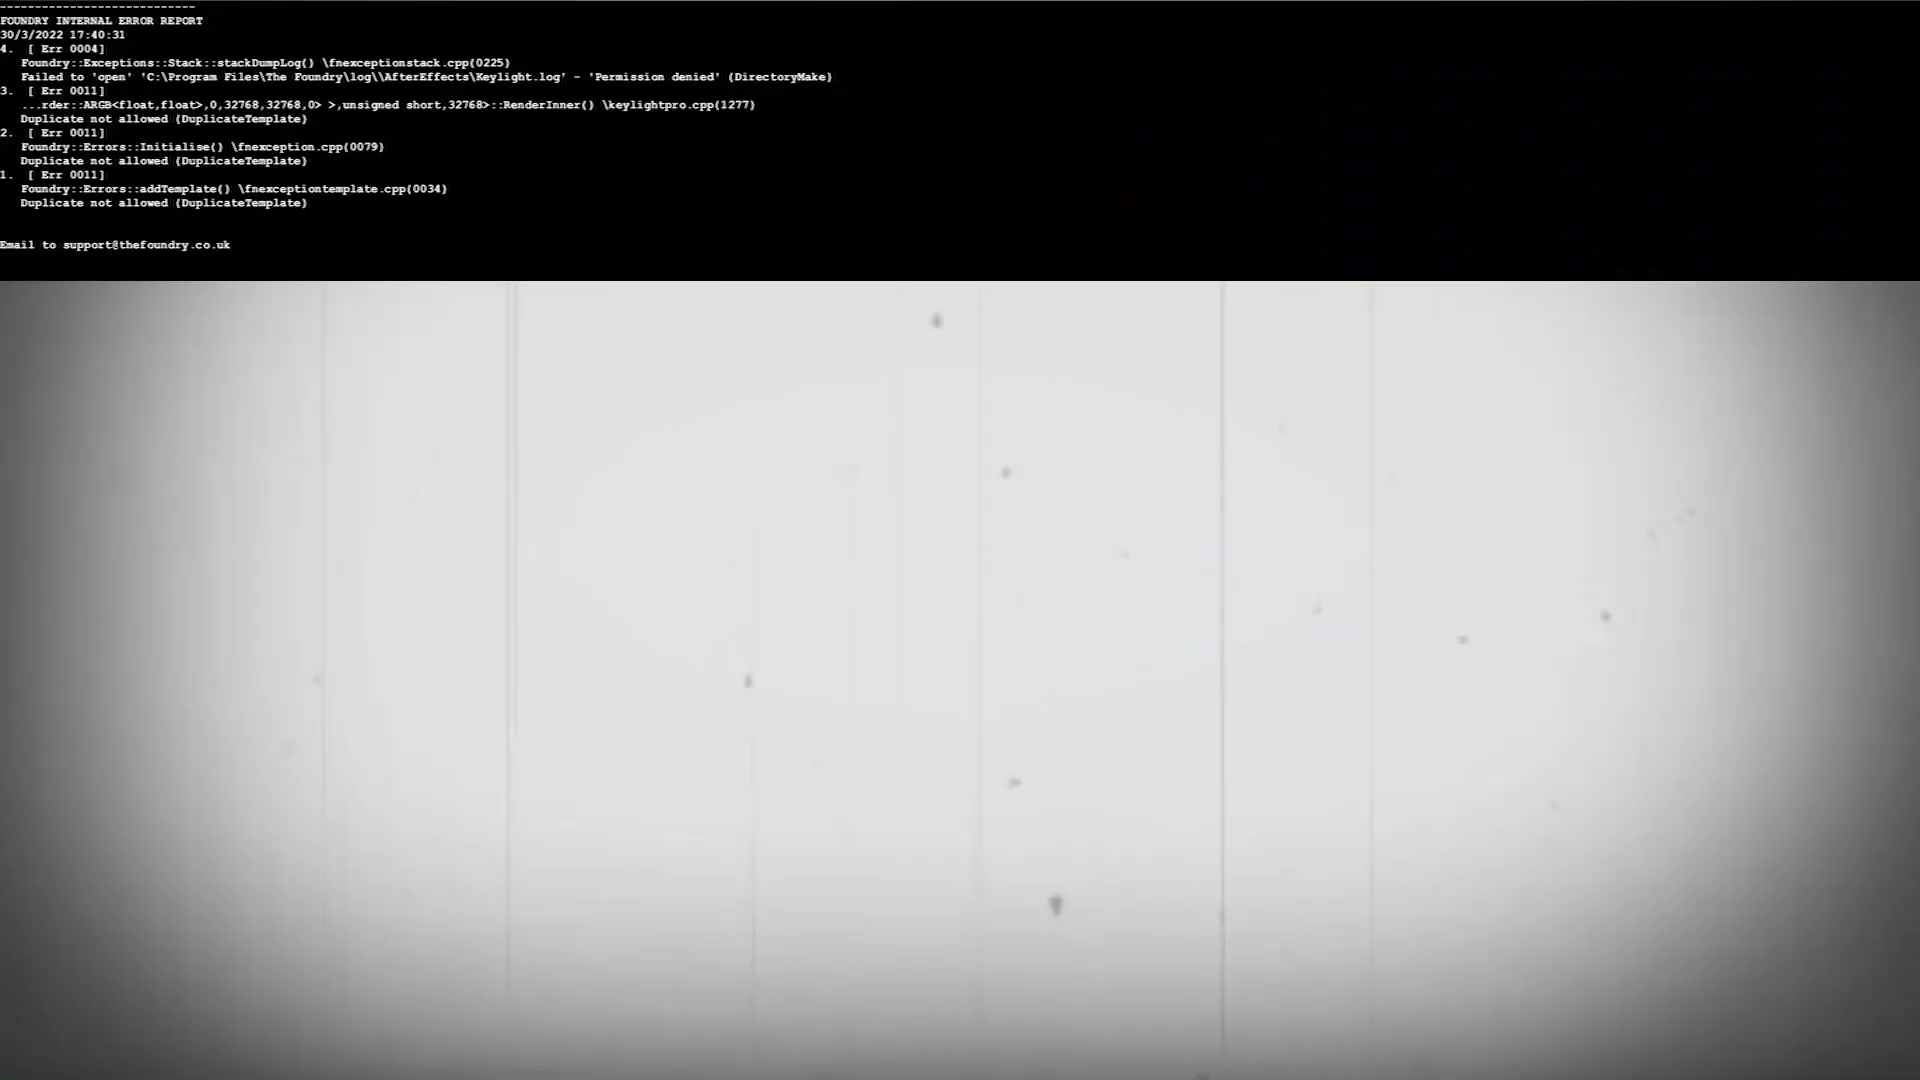 ----------------------------
FOUNDRY INTERNAL ERROR REPORT
30/3/2022 17:40:31
4.  [ Err 0004]
   Foundry::Exceptions::Stack::stackDumpLog() \fnexceptionstack.cpp(0225)
   Failed to 'open' 'C:\Program Files\The Foundry\log\\AfterEffects\Keylight.log' - 'Permission denied' (DirectoryMake)
3.  [ Err 0011]
   ...rder::ARGB<float,float>,0,32768,32768,0> >,unsigned short,32768>::RenderInner() \keylightpro.cpp(1277)
   Duplicate not allowed (DuplicateTemplate)
2.  [ Err 0011]
   Foundry::Errors::Initialise() \fnexception.cpp(0079)
   Duplicate not allowed (DuplicateTemplate)
1.  [ Err 0011]
   Foundry::Errors::addTemplate() \fnexceptiontemplate.cpp(0034)
   Duplicate not allowed (DuplicateTemplate)
Email to support@thefoundry.co.uk